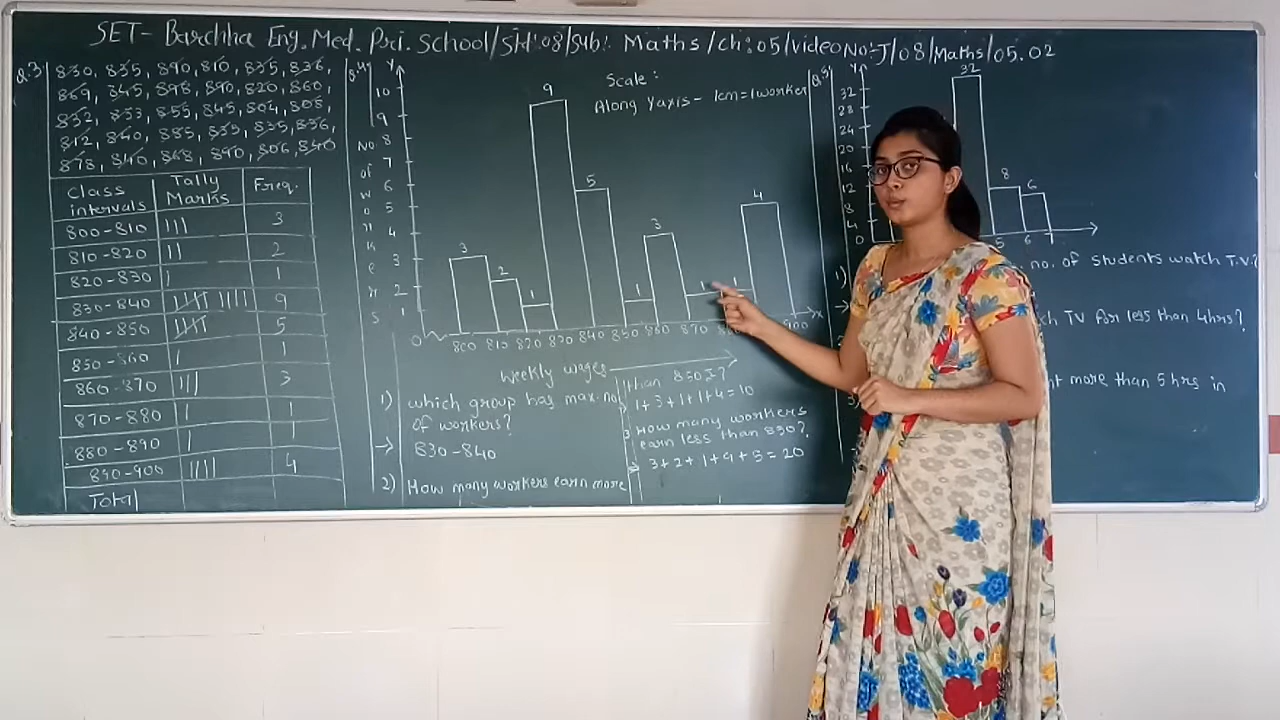 SET- Barchha Eng. Med. Pri. School/Std:08/Sub: Maths/Ch:05/Video No:-J/08/Maths/05.02
Q.3
830, 835, 890, 810, 835, 836,
869, 845, 898, 890, 820, 860,
832, 833, 855, 845, 804, 808,
812, 840, 885, 835, 835, 836,
878, 840, 868, 890, 806, 840
Class intervals Tally Marks Freq.
800-810 ||| 3
810-820 || 2
820-830 | 1
830-840 |||| |||| 9
840-850 |||| 5
850-860 | 1
860-870 ||| 3
870-880 | 1
880-890 | 1
890-900 |||| 4
Total
Q.4
Y
Scale:
Along Y axis - 1cm=1worker
No. of workers
10
9
8
7
6
5
4
3
2
1
0
3 2 1 9 5 1 3 1 1 4
800 810 820 830 840 850 860 870 900 X
Weekly wages
1) which group has max. no. of workers?
→ 830-840
2) How many workers earn more
than 850?
→ 1+3+1+1+4=10
3 How many workers
earn less than 850?
→ 3+2+1+9+5=20
Q.5
Y
32
28
24
20
16
12
8
4
0
32 8 6
5 6 7
1) no. of students watch T.V.?
→
TV for less than 4hrs?
3) more than 5 hrs in